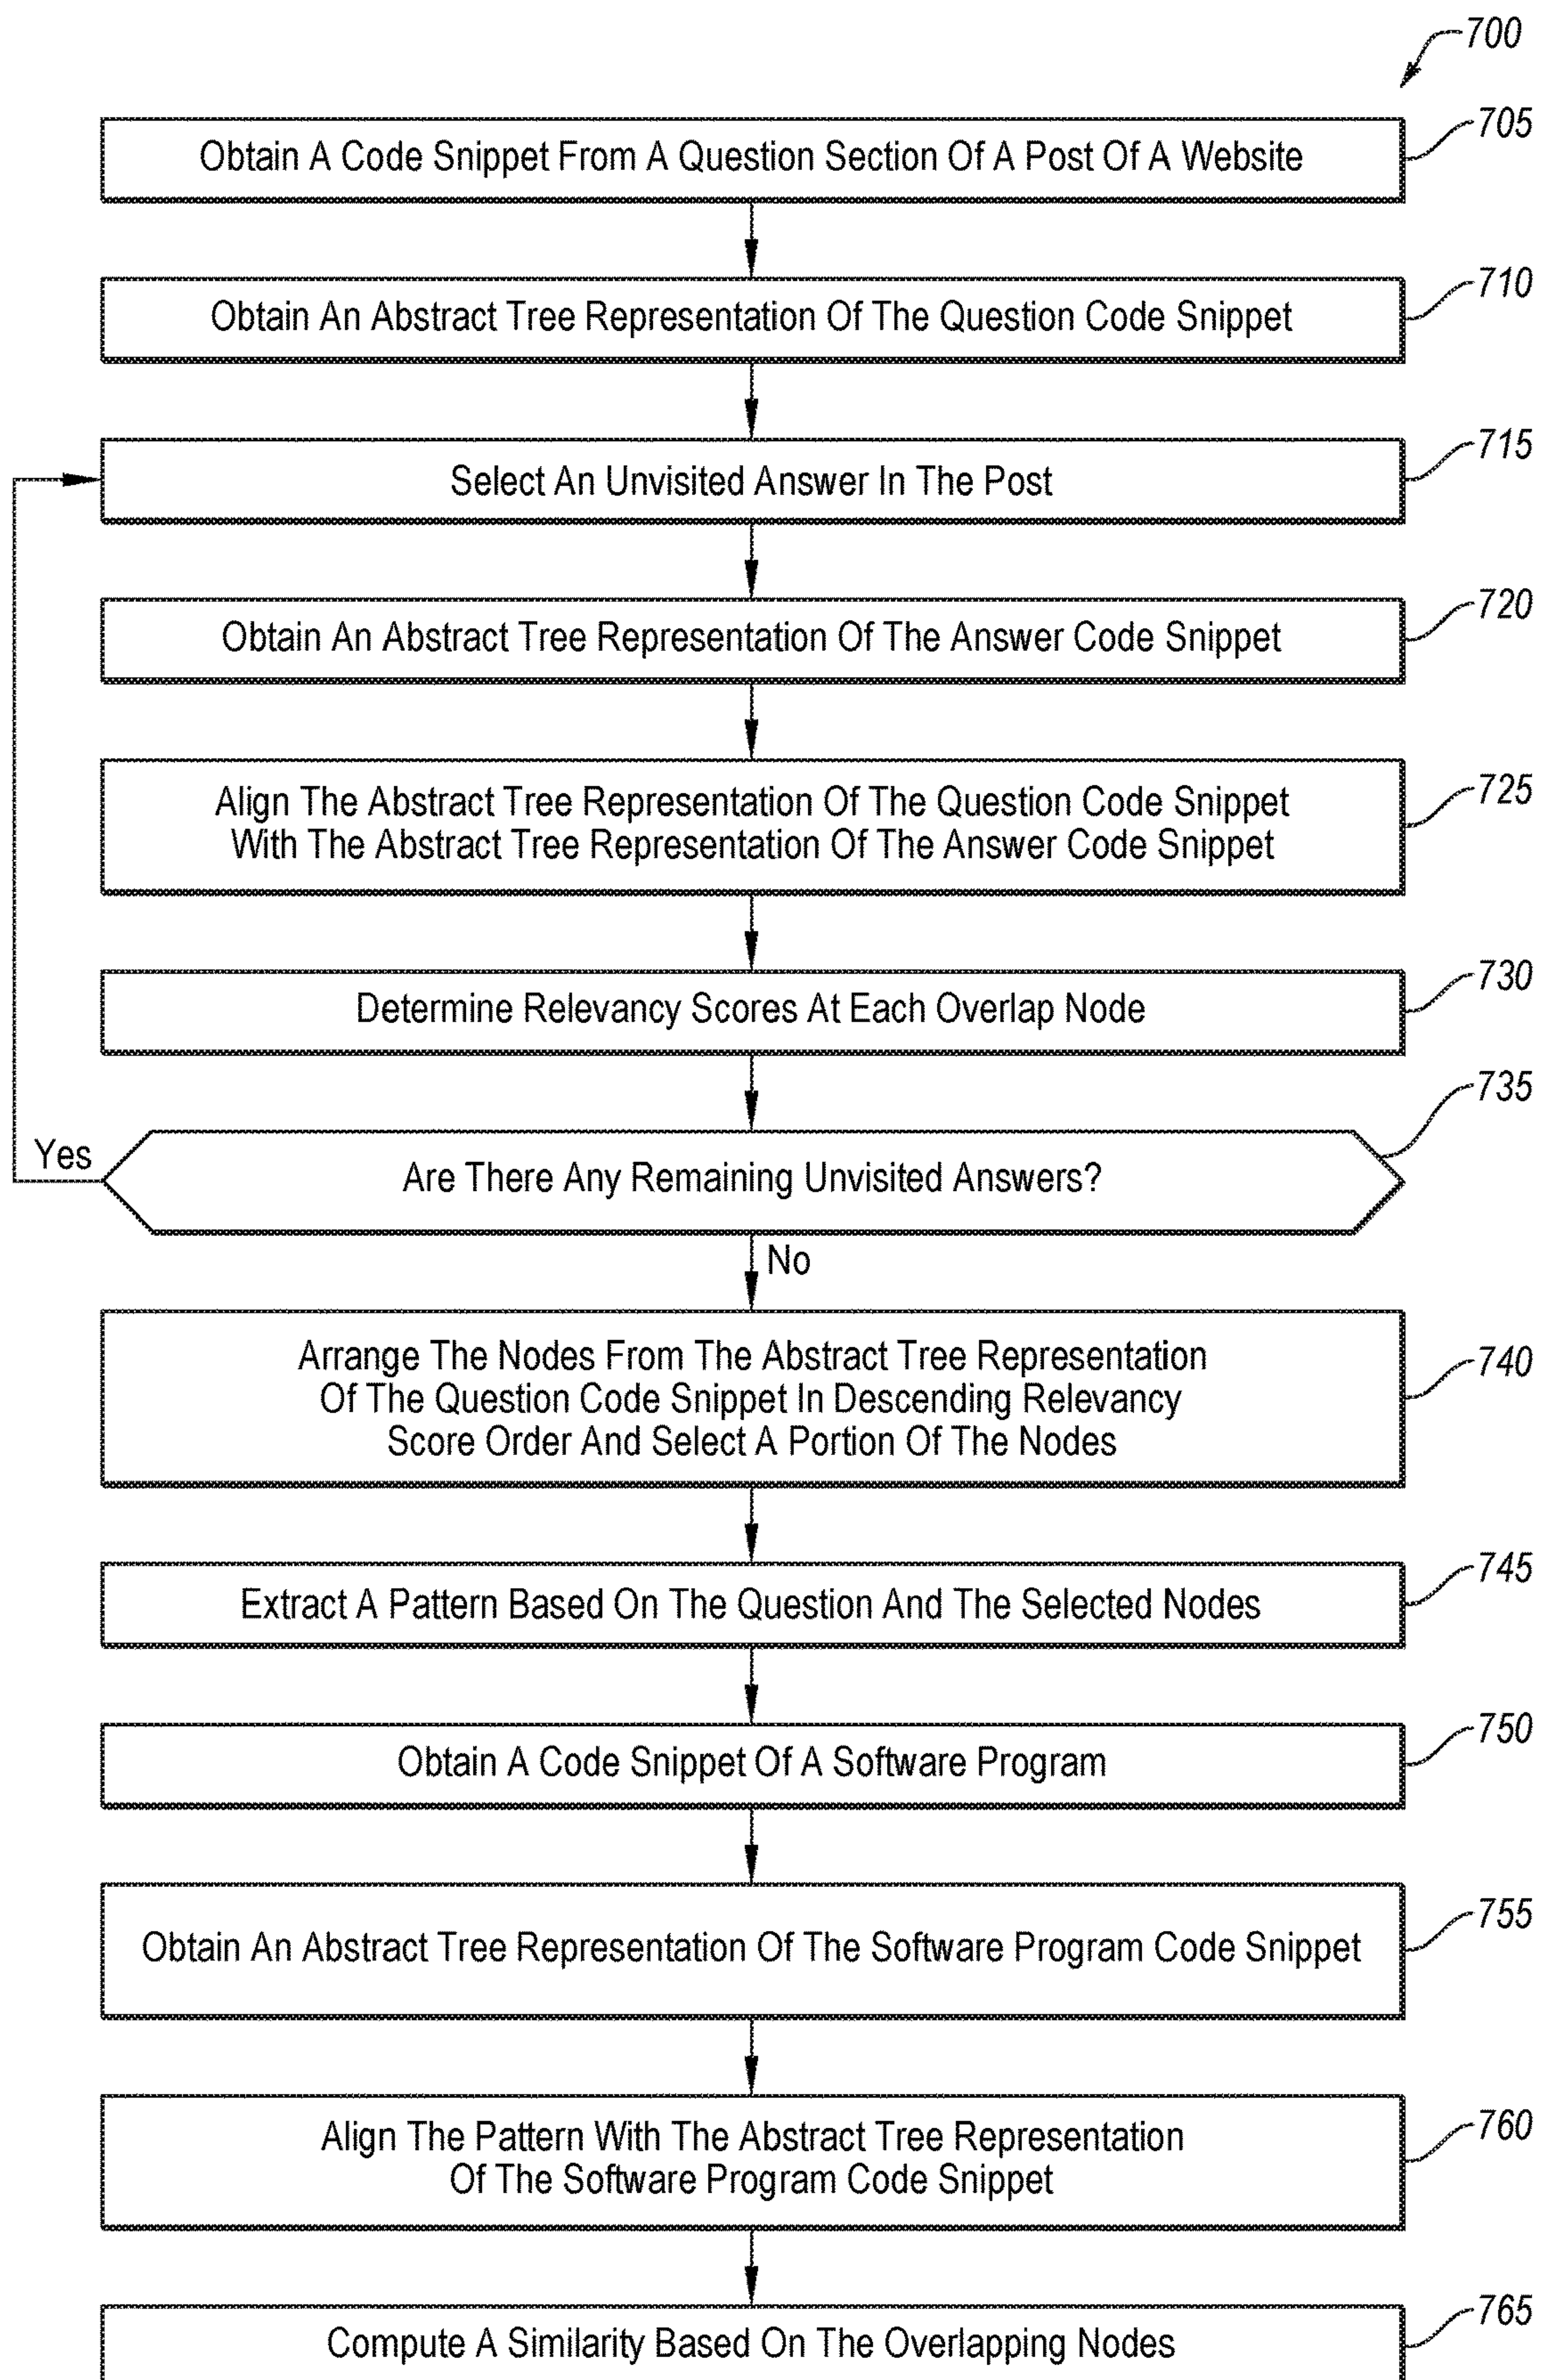 700
705
Obtain A Code Snippet From A Question Section Of A Post Of A Website
710
Obtain An Abstract Tree Representation Of The Question Code Snippet
715
Select An Unvisited Answer In The Post
720
Obtain An Abstract Tree Representation Of The Answer Code Snippet
725
Align The Abstract Tree Representation Of The Question Code Snippet
With The Abstract Tree Representation Of The Answer Code Snippet
730
Determine Relevancy Scores At Each Overlap Node
735
Yes
Are There Any Remaining Unvisited Answers?
No
740
Arrange The Nodes From The Abstract Tree Representation
Of The Question Code Snippet In Descending Relevancy
Score Order And Select A Portion Of The Nodes
745
Extract A Pattern Based On The Question And The Selected Nodes
750
Obtain A Code Snippet Of A Software Program
755
Obtain An Abstract Tree Representation Of The Software Program Code Snippet
760
Align The Pattern With The Abstract Tree Representation
Of The Software Program Code Snippet
765
Compute A Similarity Based On The Overlapping Nodes